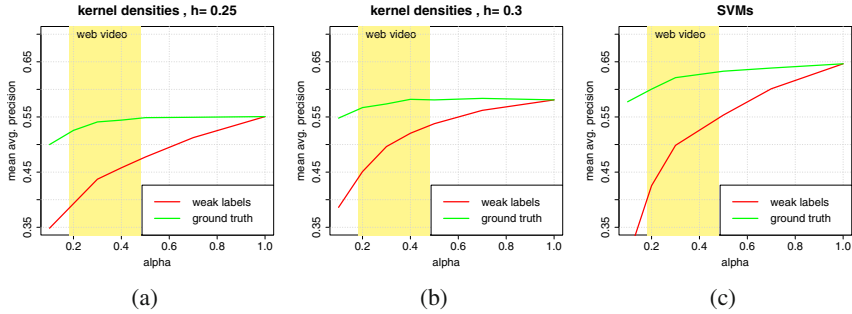 kernel densities , h= 0.25
web video
mean avg. precision
0.35 0.45 0.55 0.65
weak labels
ground truth
0.2 0.4 0.6 0.8 1.0
alpha
(a)
kernel densities , h= 0.3
web video
mean avg. precision
0.35 0.45 0.55 0.65
weak labels
ground truth
0.2 0.4 0.6 0.8 1.0
alpha
(b)
SVMs
web video
mean avg. precision
0.35 0.45 0.55 0.65
weak labels
ground truth
0.2 0.4 0.6 0.8 1.0
alpha
(c)